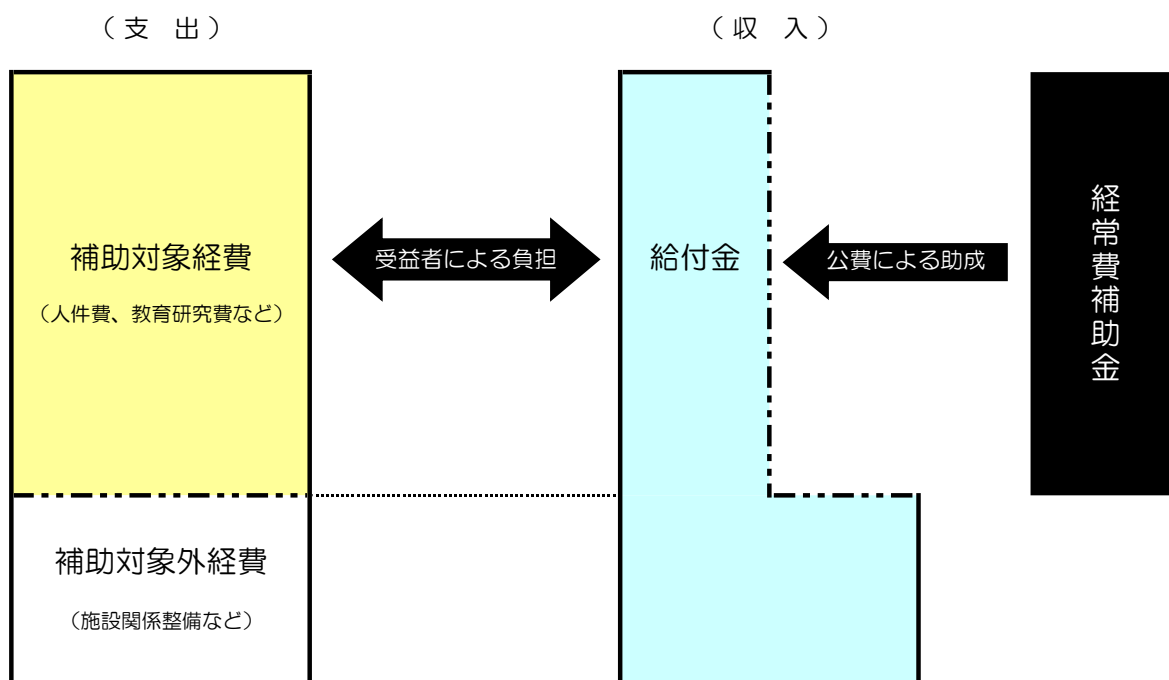 （支 出）
（収 入）
補助対象経費
（人件費、教育研究費など）
受益者による負担
給付金
公費による助成
経常費補助金
補助対象外経費
（施設関係整備など）